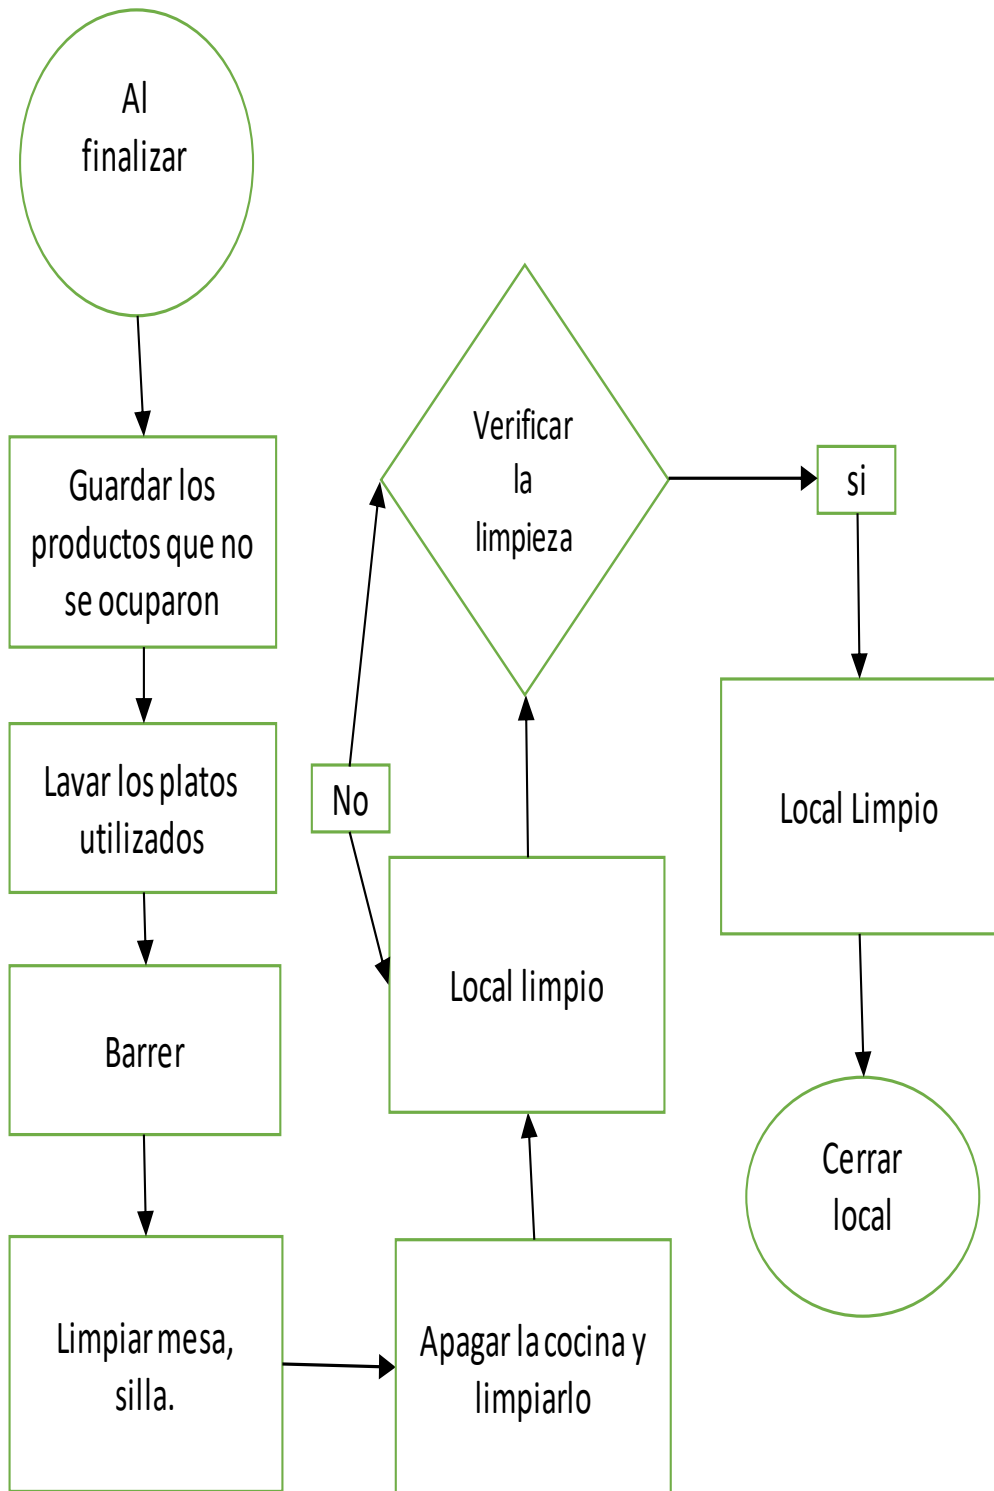 Al
finalizar
Guardar los
productos que no
se ocuparon
Lavar los platos
utilizados
Barrer
Limpiar mesa,
silla.
Apagar la cocina y
limpiarlo
Local limpio
No
Verificar
la
limpieza
si
Local Limpio
Cerrar
local